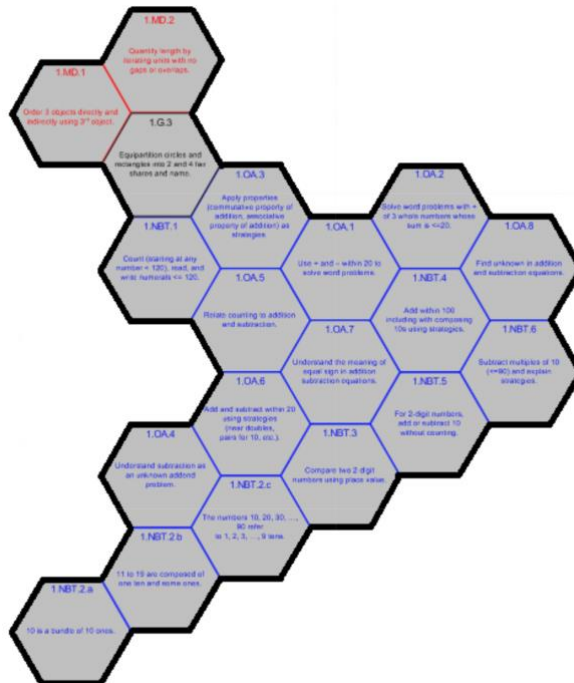 1.MD.2
Quantity length by
iterating units with no
gaps or overlaps.
1.MD.1
Order 3 objects directly and
indirectly using 3rd object.
1.G.3
Equipartition circles and
rectangles into 2 and 4 fair
shares and name.
1.OA.3
Apply properties
(commutative property of
addition, associative
property of addition) as
strategies.
1.OA.2
Solve word problems with +
of 3 whole numbers whose
sum is <=20.
1.NBT.1
Count (starting at any
number < 120), read, and
write numerals <= 120.
1.OA.1
Use + and – within 20 to
solve word problems.
1.OA.8
Find unknown in addition
and subtraction equations.
1.OA.5
Relate counting to addition
and subtraction.
1.NBT.4
Add within 100
including with composing
10s using strategies.
1.OA.7
Understand the meaning of
equal sign in addition
subtraction equations.
1.NBT.6
Subtract multiples of 10
(<=90) and explain
strategies.
1.OA.6
Add and subtract within 20
using strategies
(near doubles,
pairs for 10, etc.).
1.NBT.5
For 2-digit numbers,
add or subtract 10
without counting.
1.OA.4
Understand subtraction as
an unknown addend
problem.
1.NBT.3
Compare two 2 digit
numbers using place value.
1.NBT.2.c
The numbers 10, 20, 30, ...,
90 refer
to 1, 2, 3, ..., 9 tens.
1.NBT.2.b
11 to 19 are composed of
one ten and some ones.
1.NBT.2.a
10 is a bundle of 10 ones.